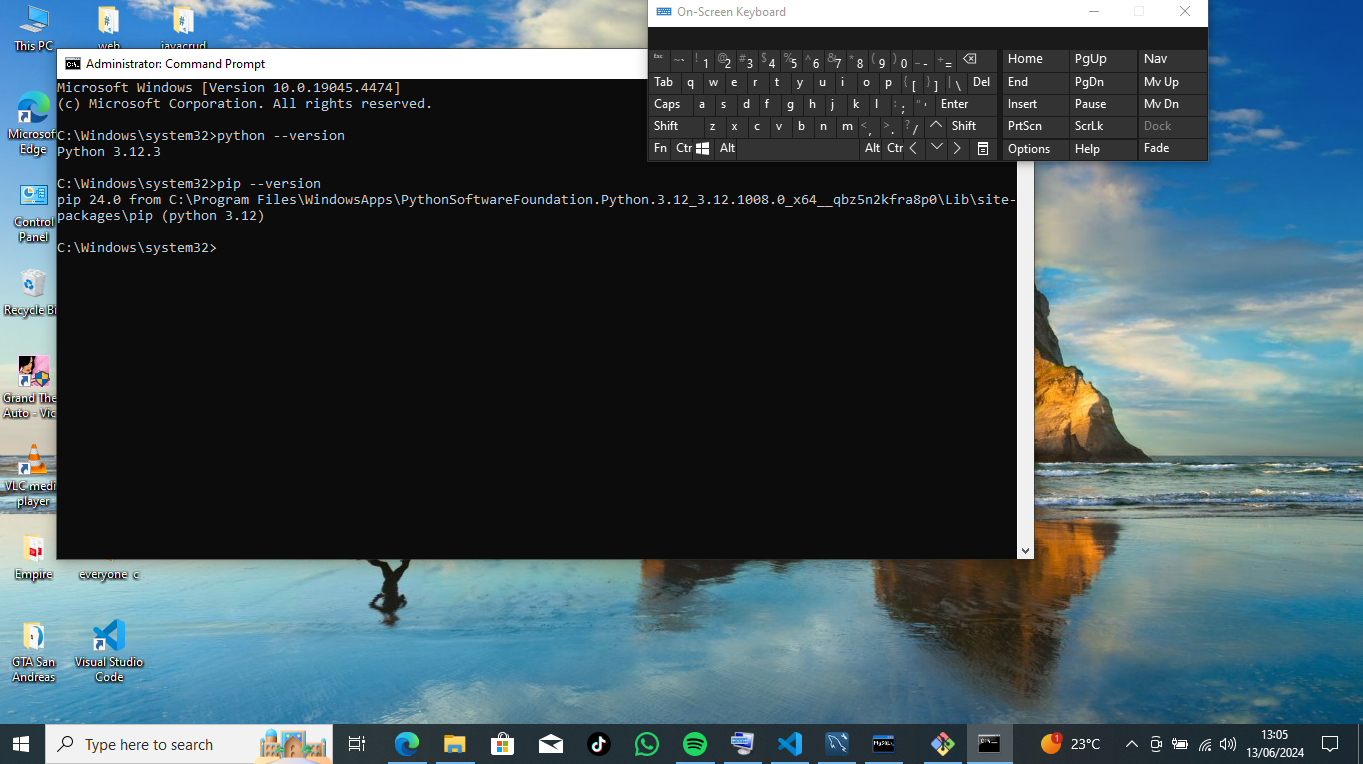 This PC
web
javacrud
Microsof
Edge
Control
Panel
Recycle Bi
Grand The
Auto - Vic
VLC medi
player
Empire
everyone_c
GTA San
Andreas
Visual Studio
Code
Administrator: Command Prompt
Microsoft Windows [Version 10.0.19045.4474]
(c) Microsoft Corporation. All rights reserved.
C:\Windows\system32>python --version
Python 3.12.3
C:\Windows\system32>pip --version
pip 24.0 from C:\Program Files\WindowsApps\PythonSoftwareFoundation.Python.3.12_3.12.1008.0_x64__qbz5n2kfra8p0\Lib\site-
packages\pip (python 3.12)
C:\Windows\system32>
On-Screen Keyboard
Esc ~ ` ! 1 @ 2 # 3 $ 4 % 5 ^ 6 & 7 * 8 ( 9 ) 0 _ - + = Home PgUp Nav
Tab q w e r t y u i o p { [ } ] | \ Del End PgDn Mv Up
Caps a s d f g h j k l : ; " ' Enter Insert Pause Mv Dn
Shift z x c v b n m < , > . ? / Shift PrtScn ScrLk Dock
Fn Ctr Alt Alt Ctr Options Help Fade
Type here to search
MySQL
1
23°C
13:05
13/06/2024